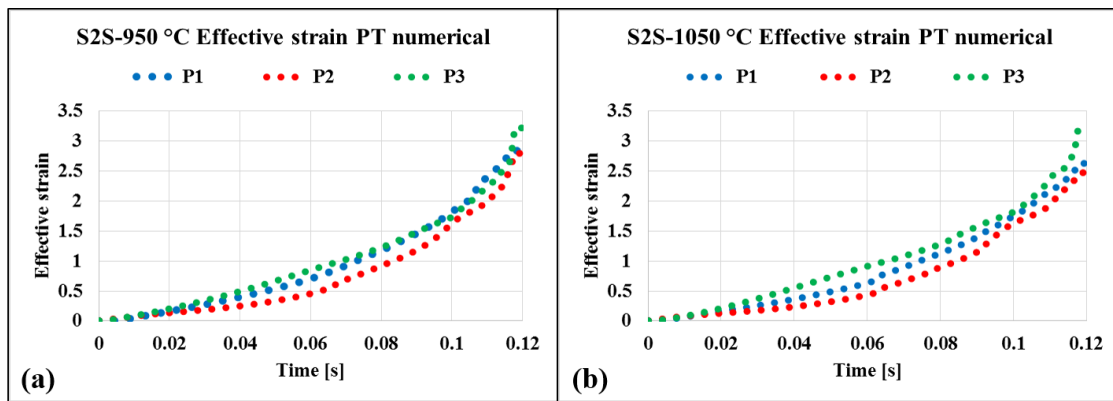 S2S-950 °C Effective strain PT numerical
P1 P2 P3
3.5
3
2.5
2
1.5
1
0.5
0
Effective strain
0 0.02 0.04 0.06 0.08 0.1 0.12
Time [s]
(a)
S2S-1050 °C Effective strain PT numerical
P1 P2 P3
3.5
3
2.5
2
1.5
1
0.5
0
Effective strain
0 0.02 0.04 0.06 0.08 0.1 0.12
Time [s]
(b)